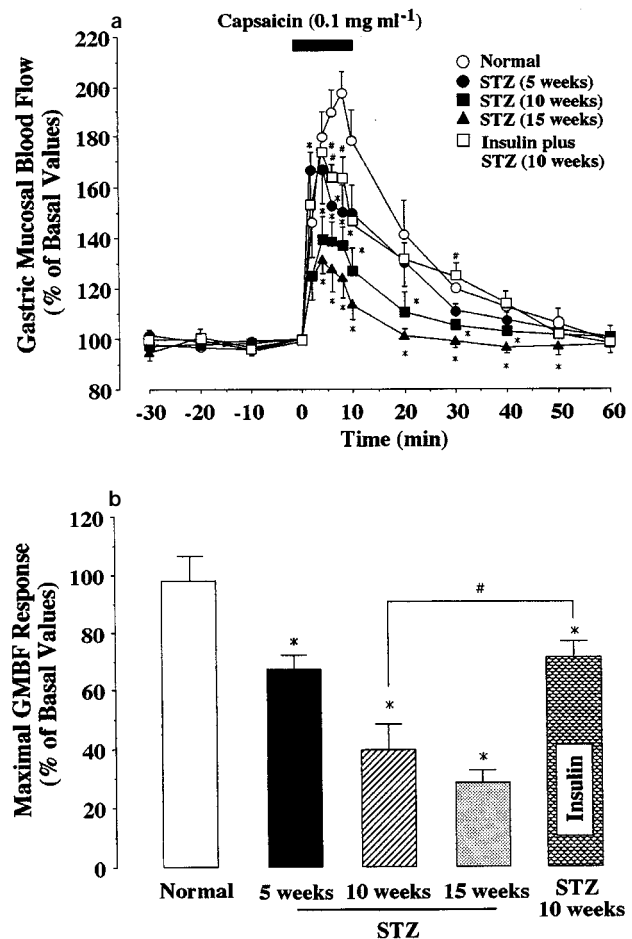 a
Capsaicin (0.1 mg ml-1)
220
200
180
160
140
120
100
80
Gastric Mucosal Blood Flow
(% of Basal Values)
Normal
STZ (5 weeks)
STZ (10 weeks)
STZ (15 weeks)
Insulin plus
STZ (10 weeks)
-30 -20 -10 0 10 20 30 40 50 60
Time (min)
b
120
100
80
60
40
20
0
Maximal GMBF Response
(% of Basal Values)
#
Insulin
Normal 5 weeks 10 weeks 15 weeks STZ
10 weeks
STZ